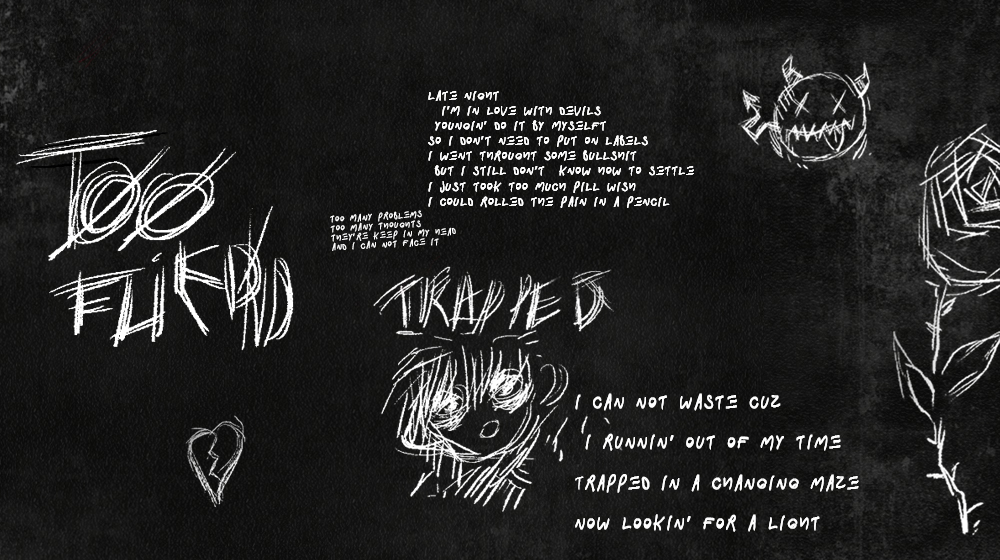 TOO
FUCKD
LATE NIGHT
I'M IN LOVE WITH DEVILS
YOUNGIN' DO IT BY MYSELFT
SO I DON'T NEED TO PUT ON LABELS
I WENT THROUGHT SOME BULLSHIT
BUT I STILL DON'T KNOW HOW TO SETTLE
I JUST TOOK TOO MUCH PILL WISH
I COULD ROLLED THE PAIN IN A PENCIL
TOO MANY PROBLEMS
TOO MANY THOUGHTS
THEY'RE KEEP IN MY HEAD
AND I CAN NOT FACE IT
TRAPPED
I CAN NOT WASTE CUZ
I RUNNIN' OUT OF MY TIME
TRAPPED IN A CHANGING MAZE
NOW LOOKIN' FOR A LIGHT